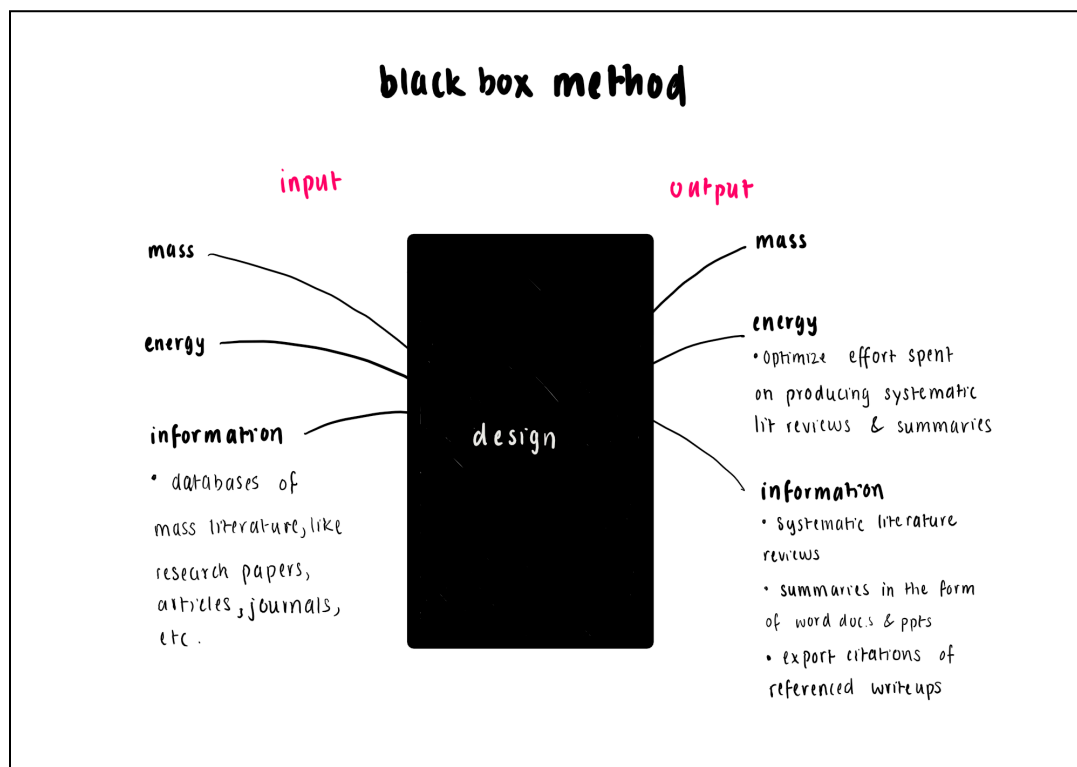 black box method
input
output
mass
energy
information
• databases of
mass literature, like
research papers,
articles, journals,
etc.
design
mass
energy
• Optimize effort spent
on producing systematic
lit reviews & summaries
information
• systematic literature
reviews
• summaries in the form
of word docs & ppts
• export citations of
referenced writeups